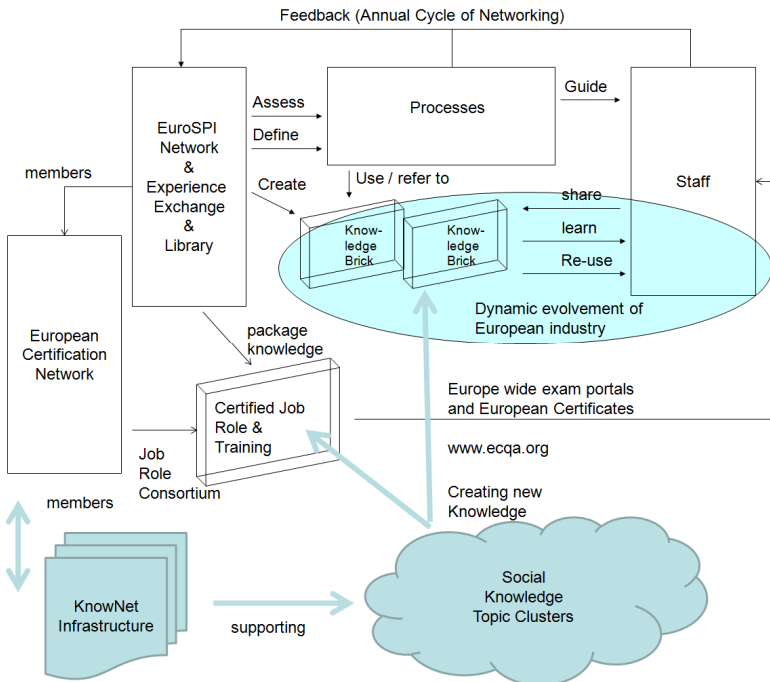 Feedback (Annual Cycle of Networking)
EuroSPI
Network
&
Experience
Exchange
&
Library
Assess
Define
Create
Processes
Guide
Staff
members
Use / refer to
Know-
ledge
Brick
Know-
ledge
Brick
share
learn
Re-use
Dynamic evolvement of
European industry
European
Certification
Network
package
knowledge
Certified Job
Role &
Training
Job
Role
Consortium
Europe wide exam portals
and European Certificates
www.ecqa.org
Creating new
Knowledge
members
KnowNet
Infrastructure
supporting
Social
Knowledge
Topic Clusters